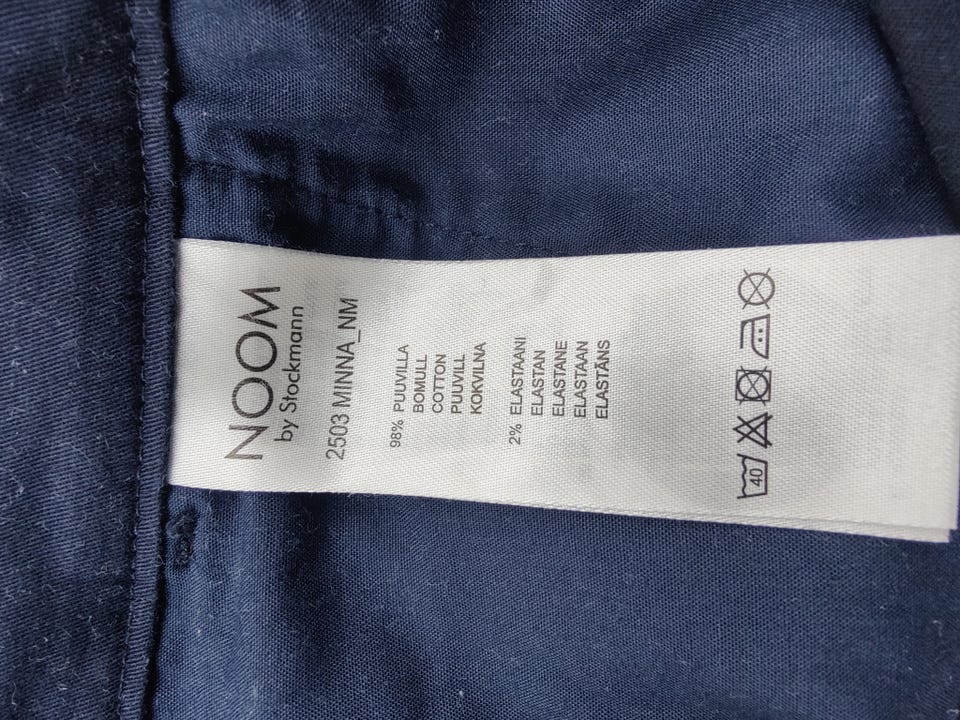 NOOM
by Stockmann
2503 MINNA_NM
98% PUUVILLA
BOMULL
COTTON
PUUVILL
KOKVILNA
2% ELASTAANI
ELASTAN
ELASTANE
ELASTAAN
ELASTĀNS
40